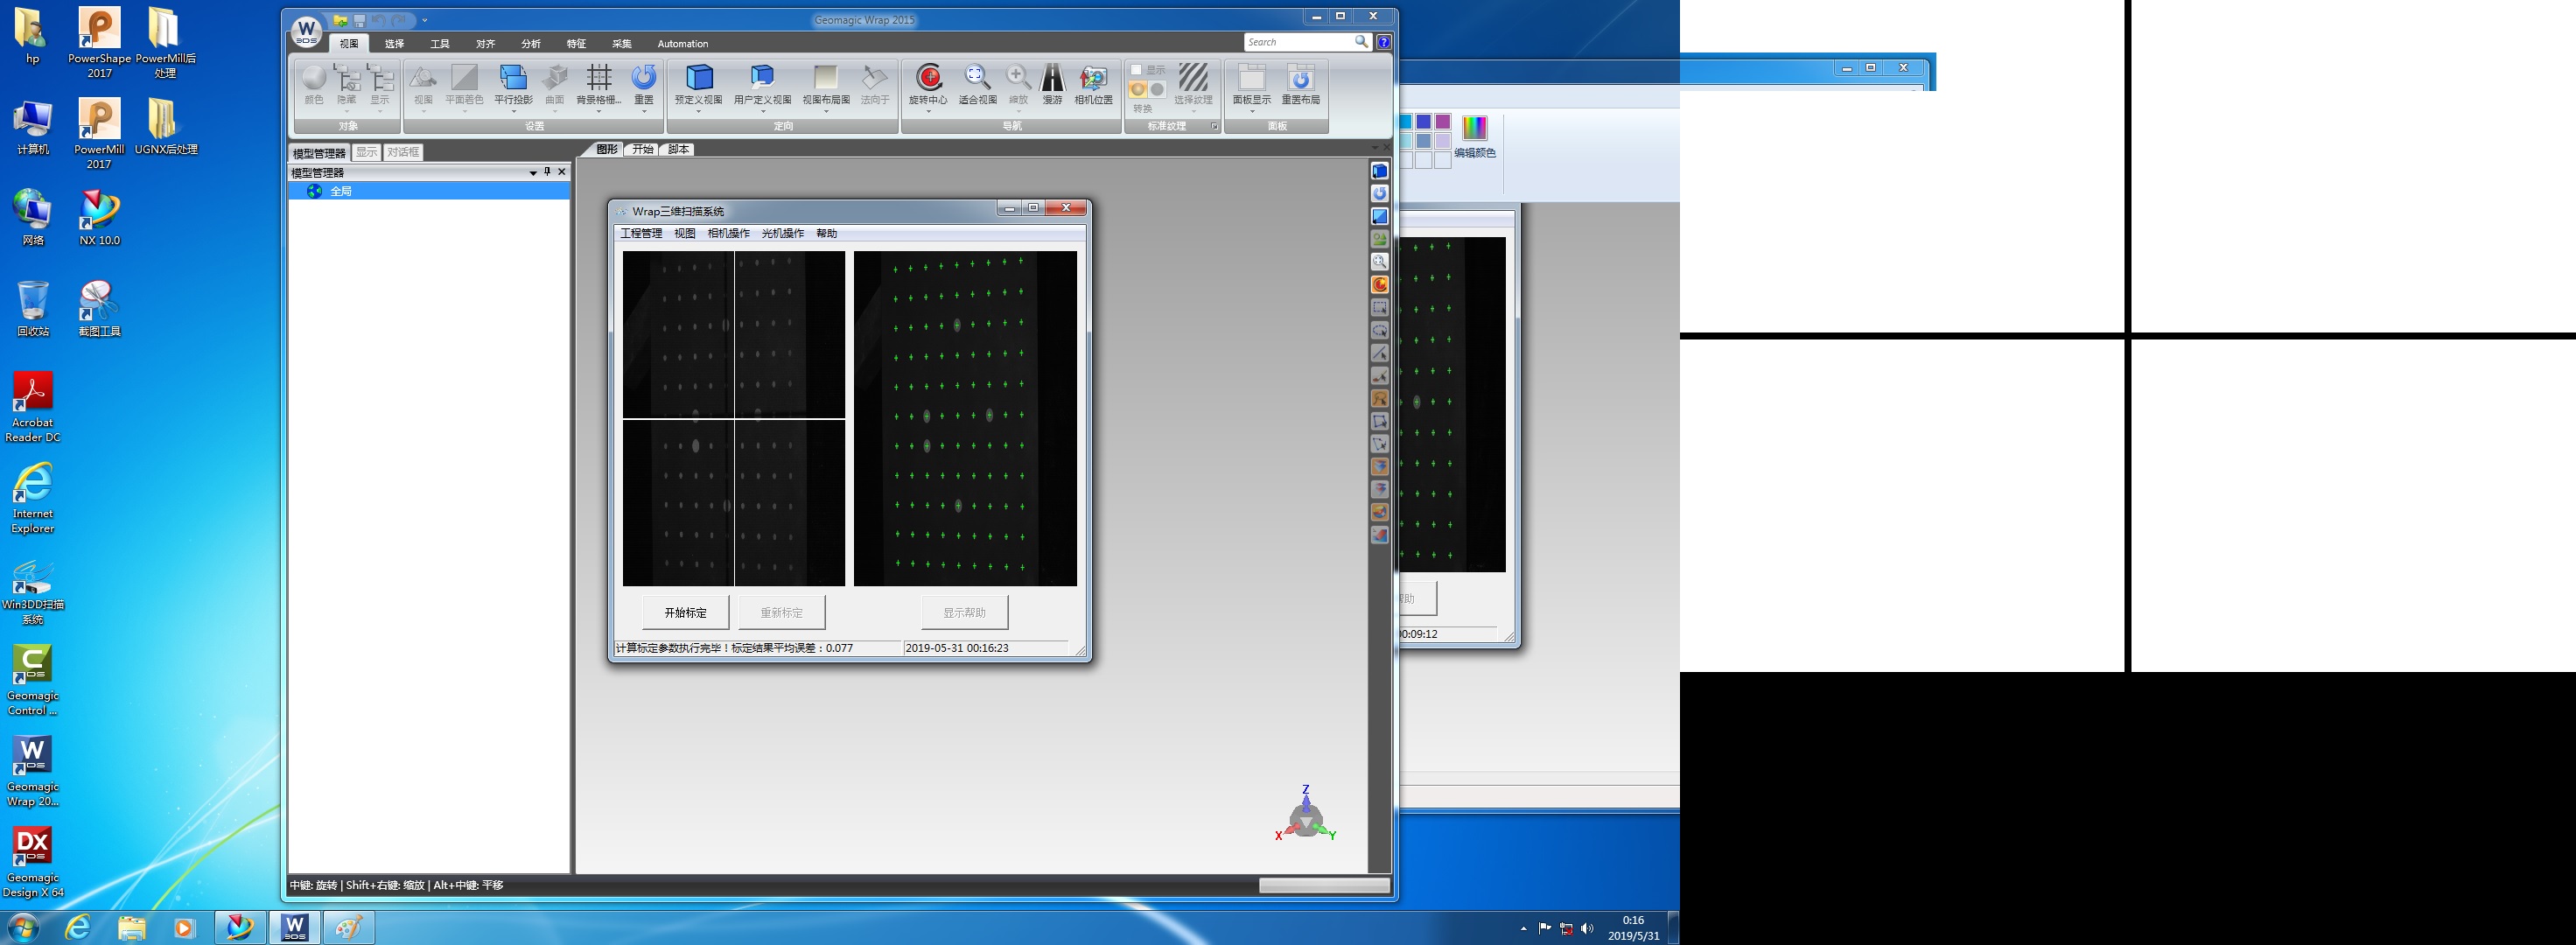 Geomagic Wrap 2015
视图 选择 工具 对齐 分析 特征 采集 Automation
Search
颜色 隐藏 显示 视图 平面着色 平行投影 曲面 背景格栅... 重置 预定义视图 用户定义视图 视图布局图 法向于 旋转中心 适合视图 缩放 漫游 相机位置 显示 转换 选择纹理 面板显示 重置布局
对象 设置 定向 导航 标准纹理 面板
模型管理器 显示 对话框
图形 开始 脚本
模型管理器
全局
Wrap三维扫描系统
工程管理 视图 相机操作 光机操作 帮助
开始标定 重新标定 显示帮助
计算标定参数执行完毕！标定结果平均误差：0.077
2019-05-31 00:16:23
Z
X
Y
中键: 旋转 | Shift+右键: 缩放 | Alt+中键: 平移
编辑颜色
00:09:12
hp
PowerShape 2017
PowerMill后处理
计算机
PowerMill 2017
UGNX后处理
网络
NX 10.0
回收站
截图工具
Acrobat Reader DC
Internet Explorer
Win3DD扫描系统
Geomagic Control ...
Geomagic Wrap 20...
Geomagic Design X 64
0:16
2019/5/31